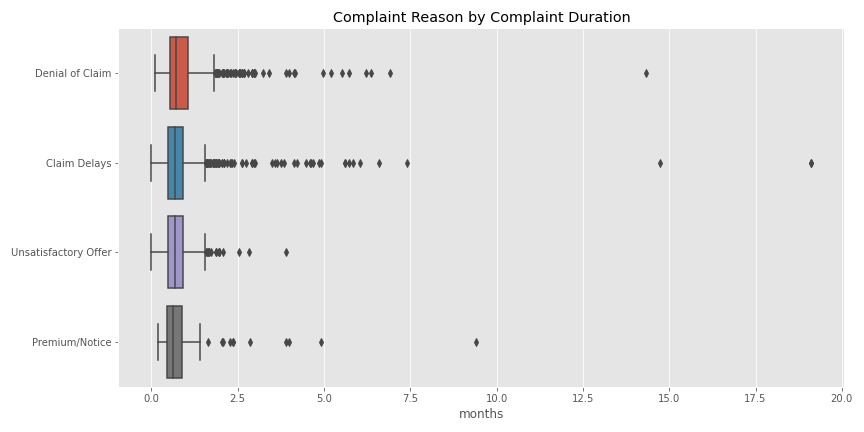 Complaint Reason by Complaint Duration
Denial of Claim
Claim Delays
Unsatisfactory Offer
Premium/Notice
0.0 2.5 5.0 7.5 10.0 12.5 15.0 17.5 20.0
months